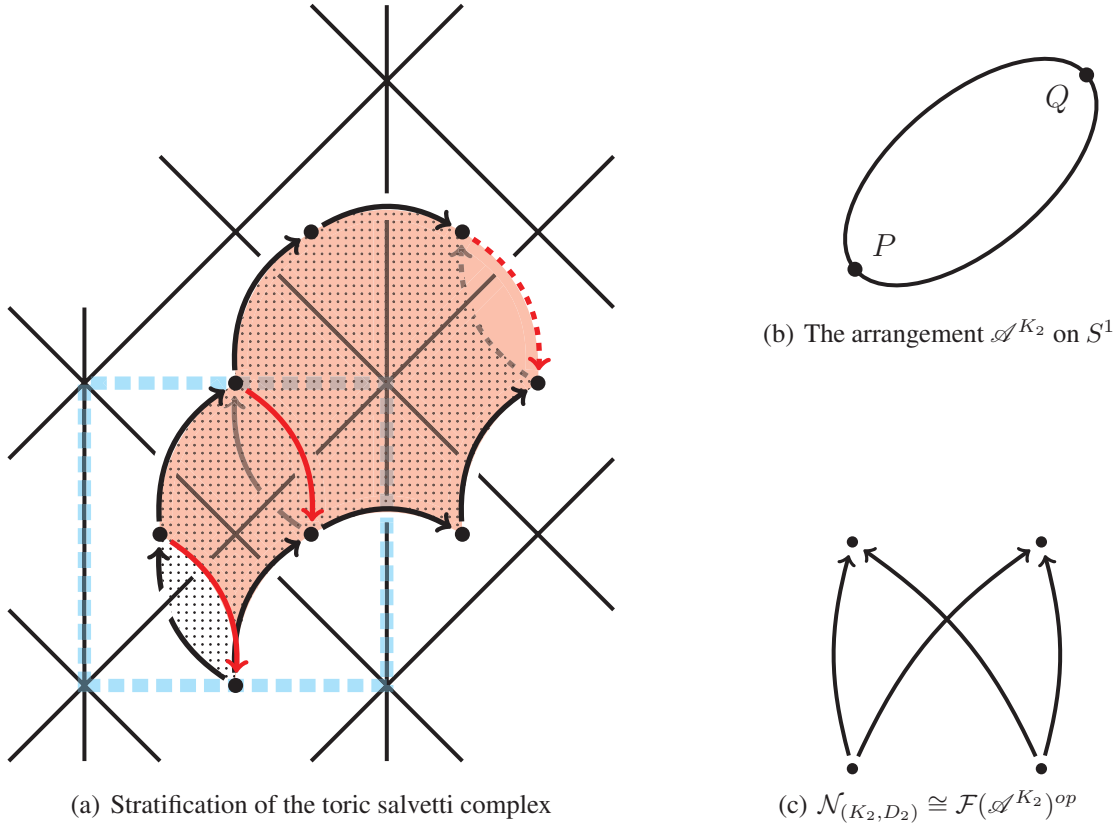 Q
P
(b) The arrangement 𝒜^{K_2} on S^1
(a) Stratification of the toric salvetti complex
(c) 𝒩_{(K_2,D_2)} ≅ ℱ(𝒜^{K_2})^{op}